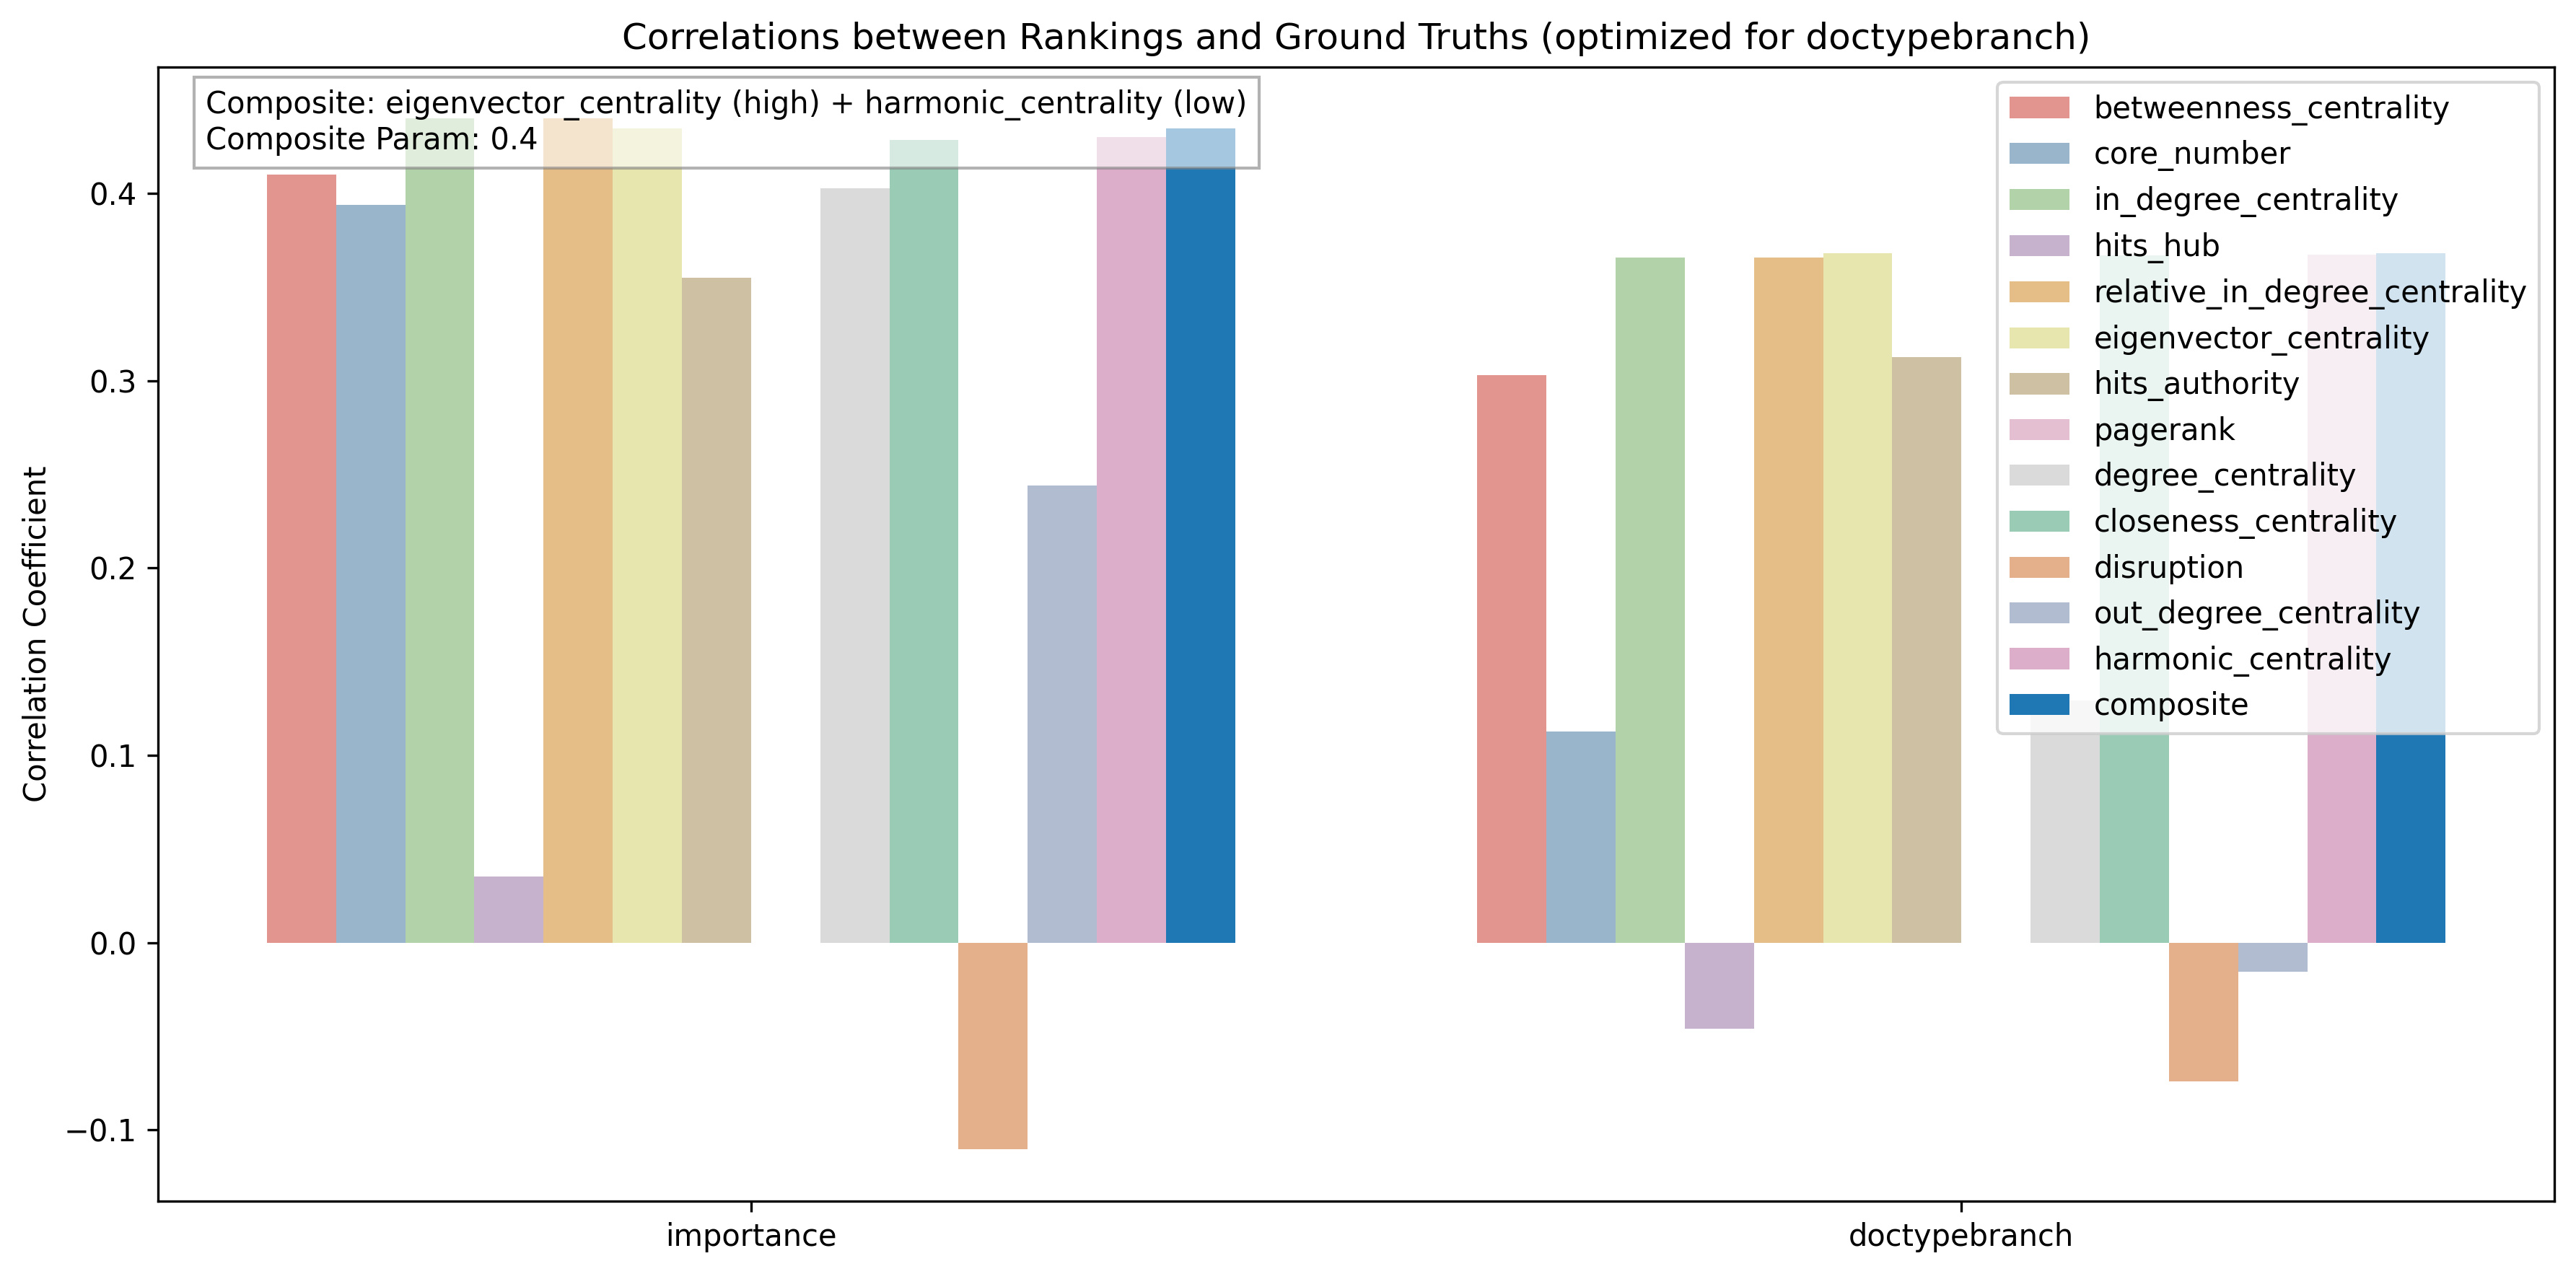 Correlations between Rankings and Ground Truths (optimized for doctypebranch)
Composite: eigenvector_centrality (high) + harmonic_centrality (low)
Composite Param: 0.4
betweenness_centrality
core_number
in_degree_centrality
hits_hub
relative_in_degree_centrality
eigenvector_centrality
hits_authority
pagerank
degree_centrality
closeness_centrality
disruption
out_degree_centrality
harmonic_centrality
composite
Correlation Coefficient
0.4
0.3
0.2
0.1
0.0
−0.1
importance
doctypebranch